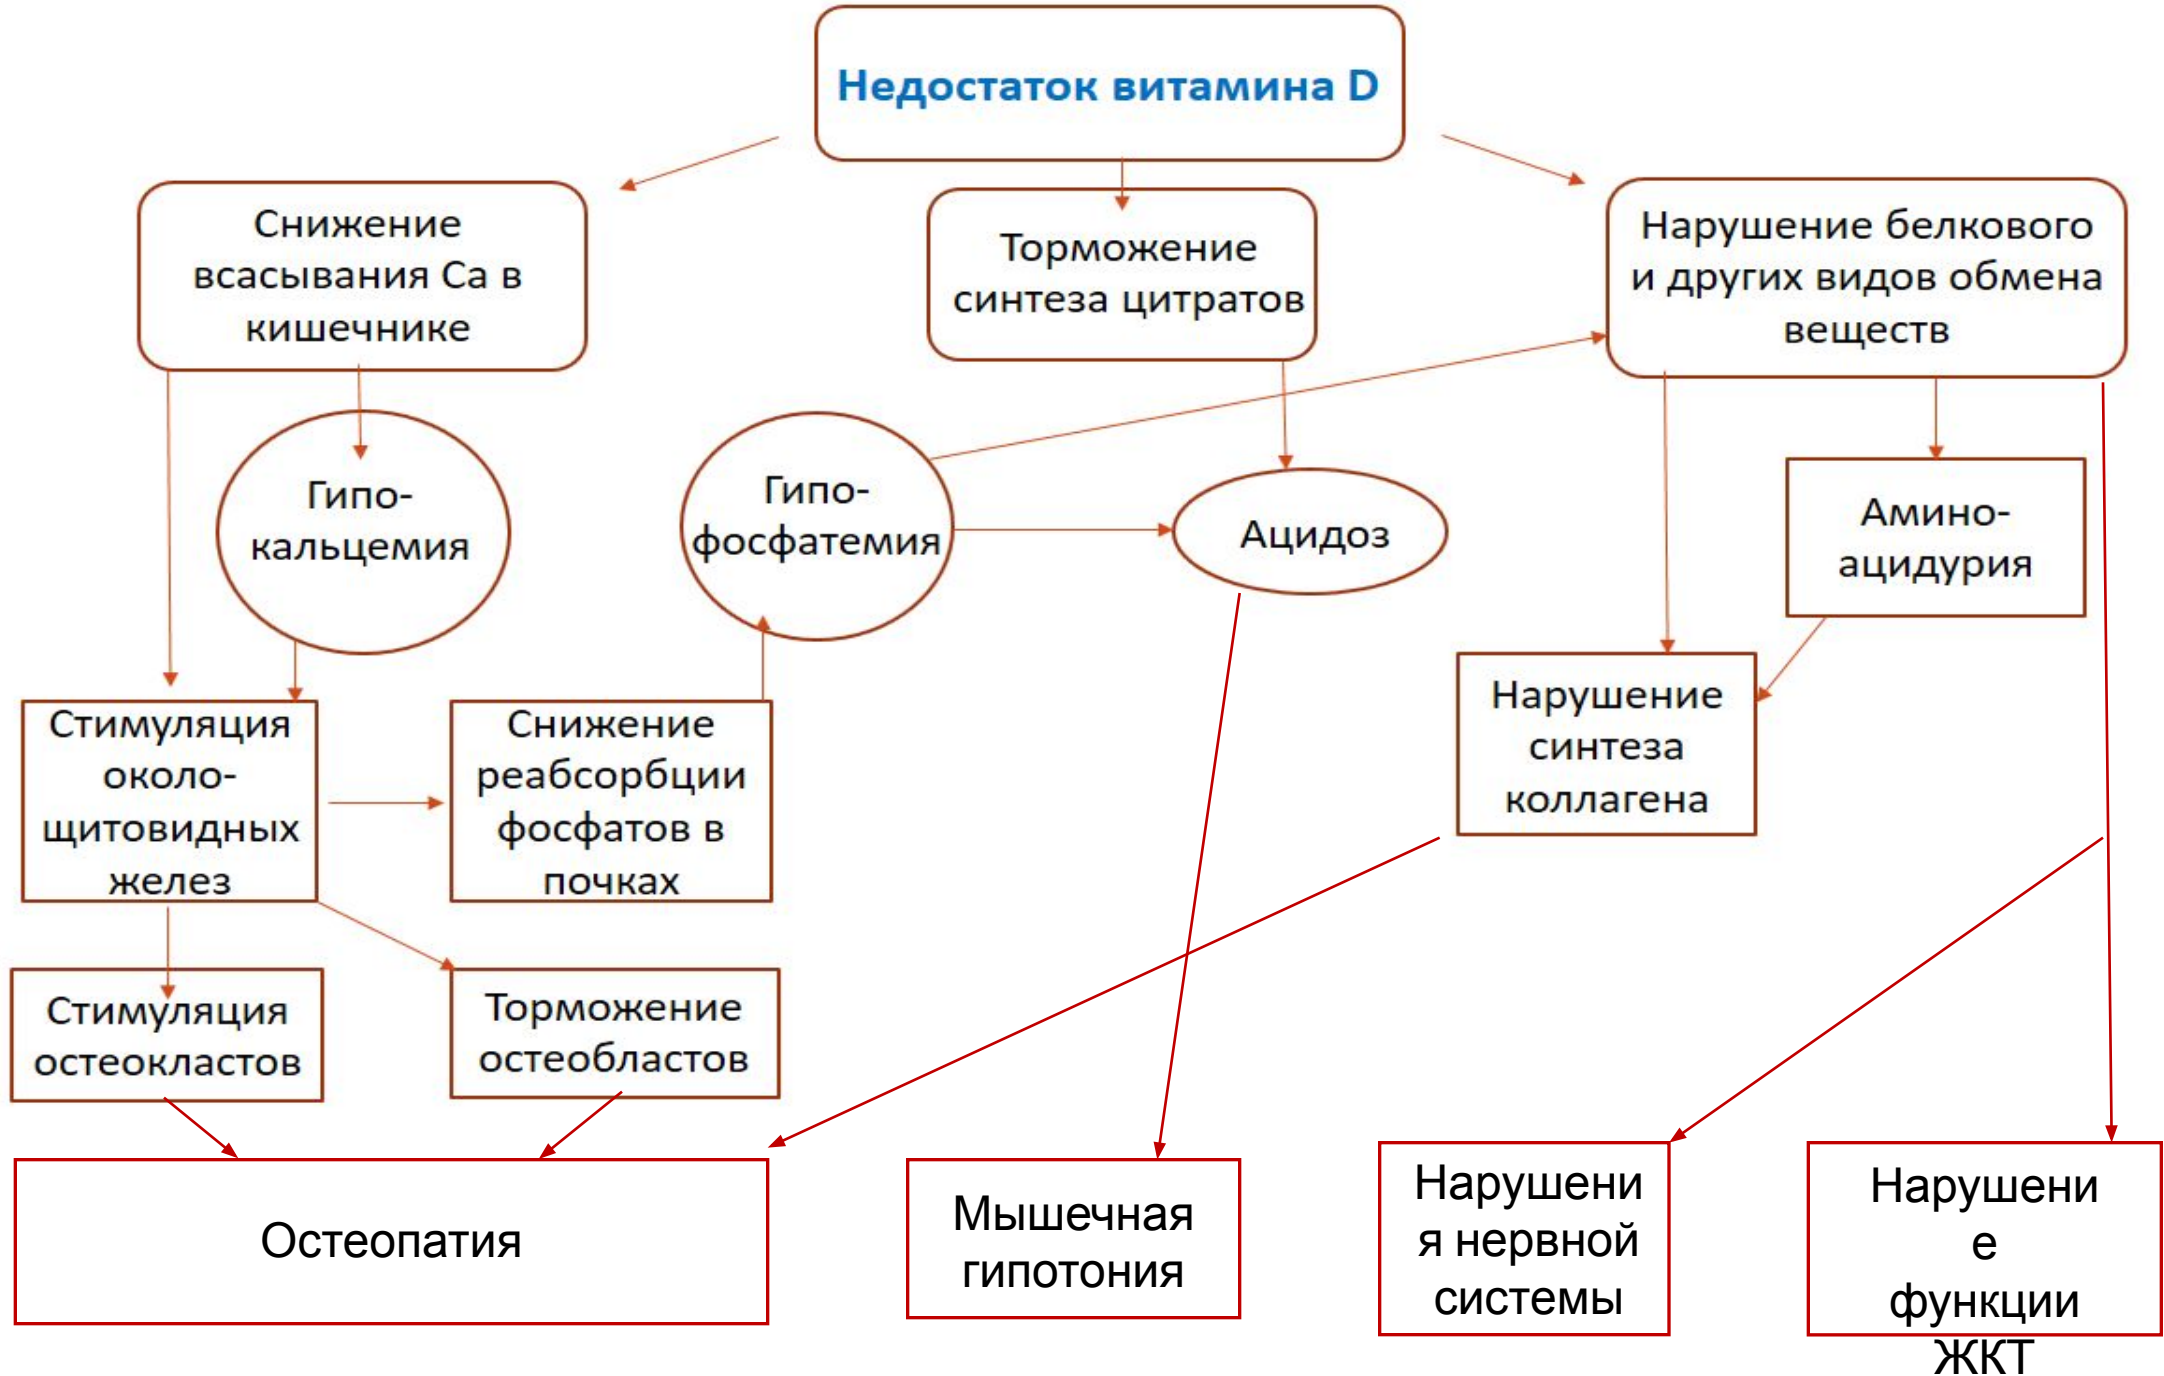 Недостаток витамина D
Снижение
всасывания Ca в
кишечнике
Торможение
синтеза цитратов
Нарушение белкового
и других видов обмена
веществ
Гипо-
кальцемия
Гипо-
фосфатемия
Ацидоз
Амино-
ацидурия
Стимуляция
около-
щитовидных
желез
Снижение
реабсорбции
фосфатов в
почках
Нарушение
синтеза
коллагена
Стимуляция
остеокластов
Торможение
остеобластов
Остеопатия
Мышечная
гипотония
Нарушени
я нервной
системы
Нарушени
е
функции
ЖКТ